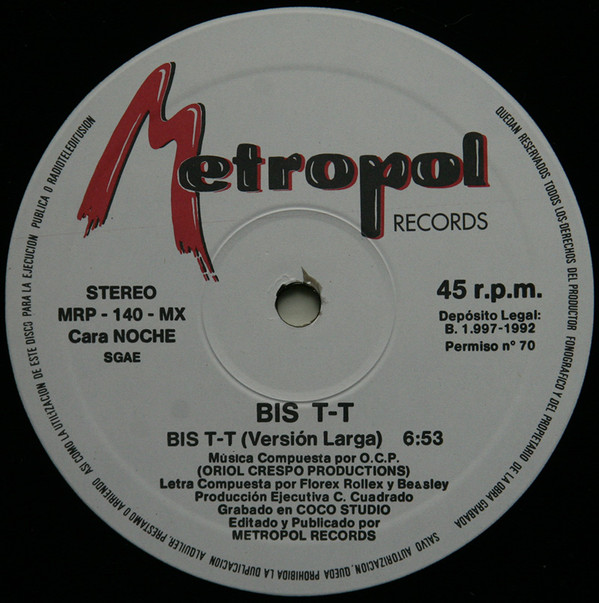 Metropol
RECORDS
STEREO
MRP - 140 - MX
Cara NOCHE
SGAE
45 r.p.m.
Depósito Legal:
B. 1.997-1992
Permiso n° 70
BIS T-T
BIS T-T (Versión Larga) 6:53
Música Compuesta por O.C.P.
(ORIOL CRESPO PRODUCTIONS)
Letra Compuesta por Florex Rollex y Be&sley
Producción Ejecutiva C. Cuadrado
Grabado en COCO STUDIO
Editado y Publicado por
METROPOL RECORDS
QUEDAN RESERVADOS TODOS LOS DERECHOS DEL PRODUCTOR FONOGRAFICO Y DEL PROPIETARIO DE LA OBRA GRABADA
SALVO AUTORIZACION, QUEDA PROHIBIDA LA DUPLICACION, ALQUILER, PRESTAMO O ARRIENDO, ASI COMO LA UTILIZACION DE ESTE DISCO PARA LA EJECUCION PUBLICA O RADIOTELEDIFUSION